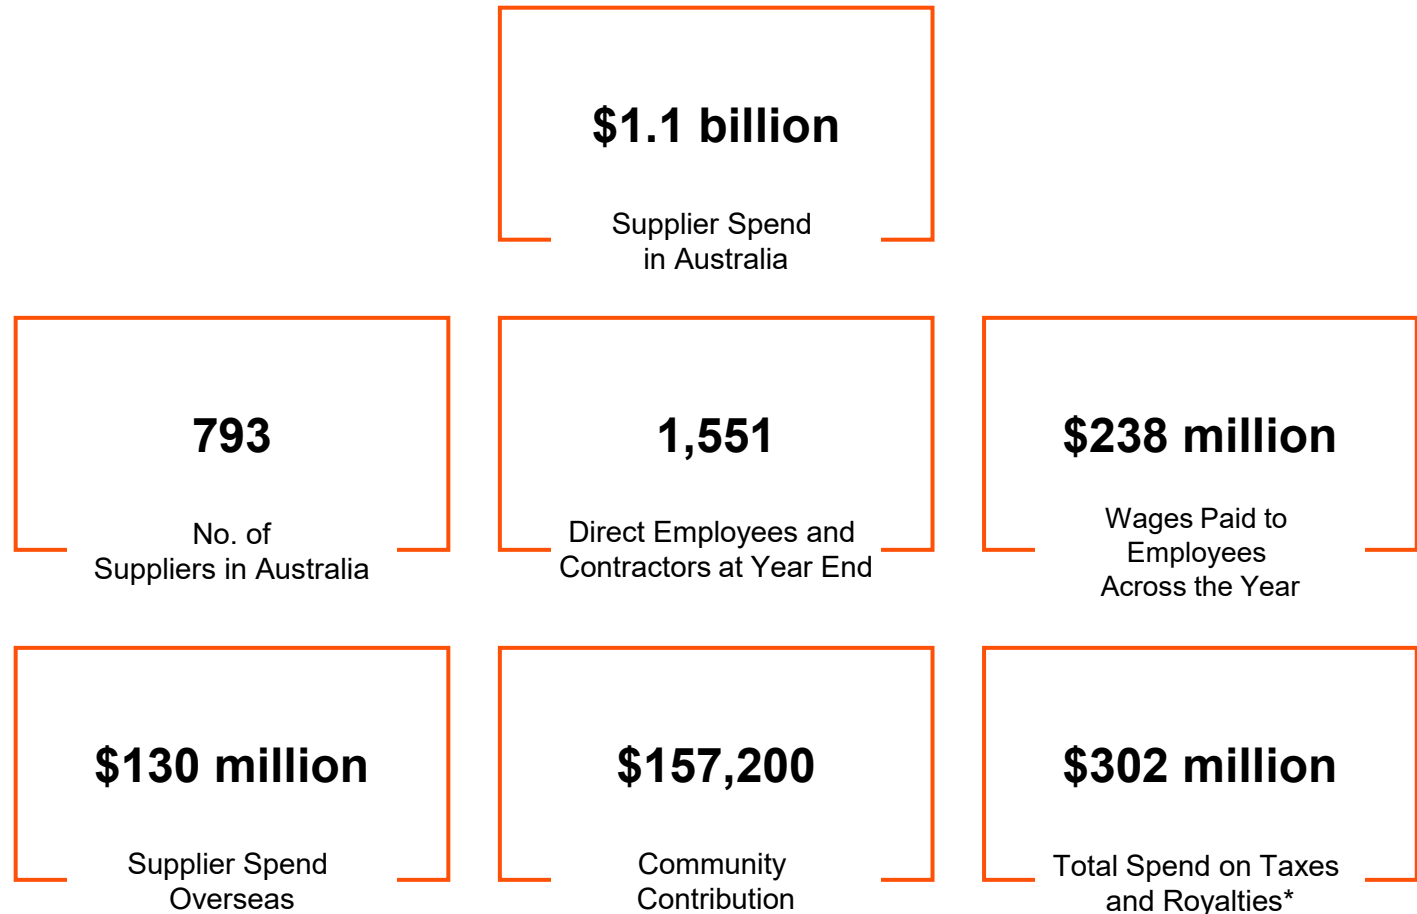 $1.1 billion
Supplier Spend
in Australia
793
No. of
Suppliers in Australia
1,551
Direct Employees and
Contractors at Year End
$238 million
Wages Paid to
Employees
Across the Year
$130 million
Supplier Spend
Overseas
$157,200
Community
Contribution
$302 million
Total Spend on Taxes
and Royalties*